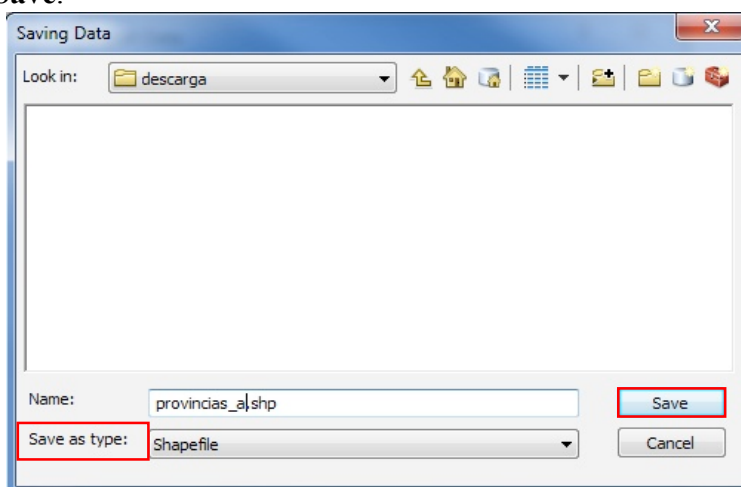 Save.
Saving Data
Look in: descarga
Name: provincias_a.shp
Save
Save as type: Shapefile
Cancel